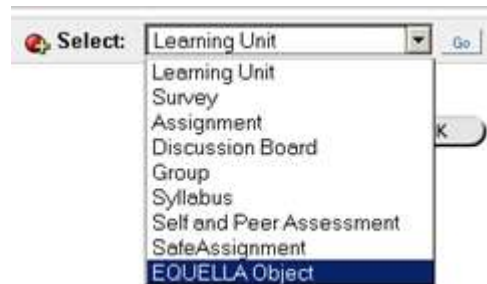 Select: Learning Unit Go
Learning Unit
Survey
Assignment
K
Discussion Board
Group
Syllabus
Self and Peer Assessment
SafeAssignment
EQUELLA Object